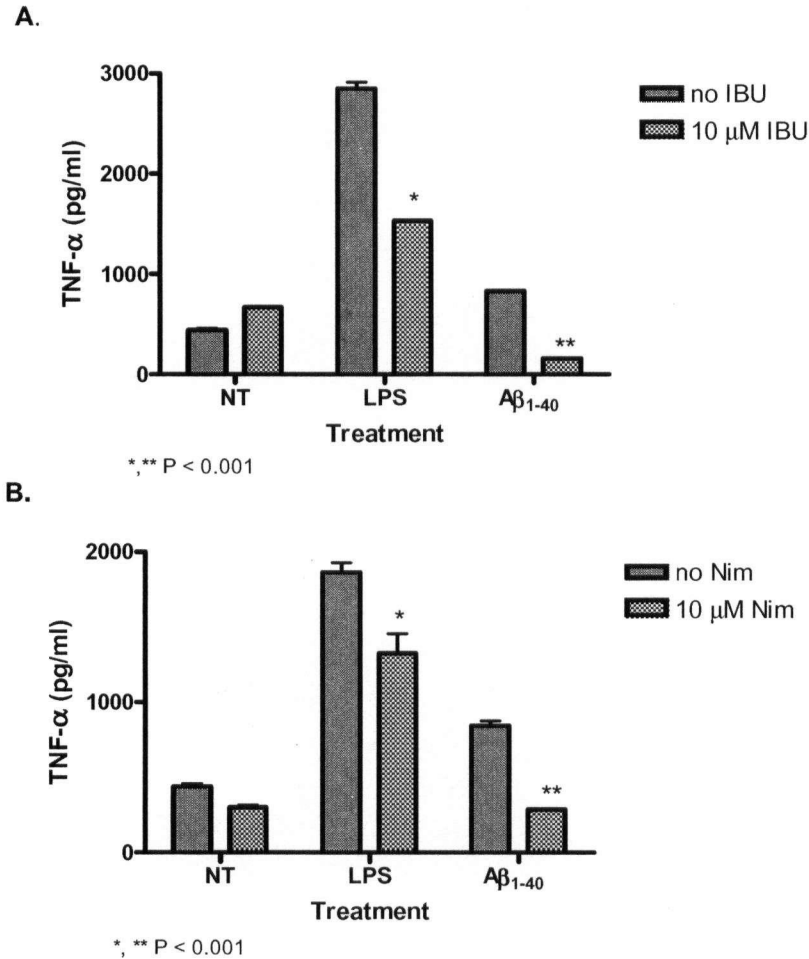 A.
3000
2000
1000
0
TNF-α (pg/ml)
no IBU
10 μM IBU
*
**
NT
LPS
Aβ1-40
Treatment
*,** P < 0.001
B.
2000
1000
0
TNF-α (pg/ml)
no Nim
10 μM Nim
*
**
NT
LPS
Aβ1-40
Treatment
*, ** P < 0.001